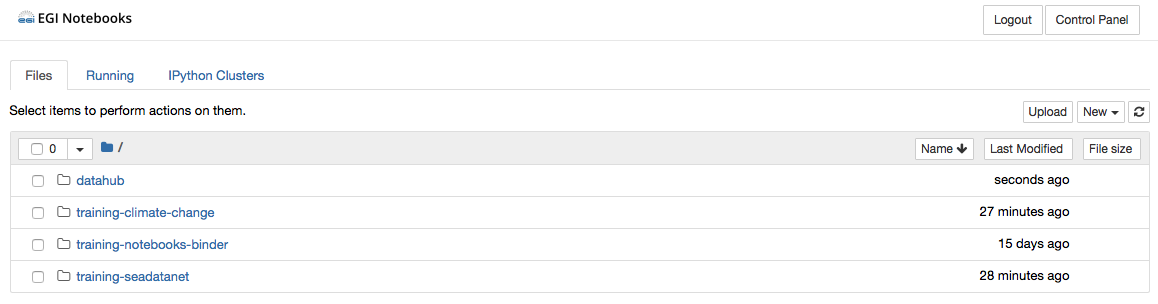 EGI Notebooks
Logout Control Panel
Files Running IPython Clusters
Select items to perform actions on them.
Upload New
0 / Name Last Modified File size
datahub seconds ago
training-climate-change 27 minutes ago
training-notebooks-binder 15 days ago
training-seadatanet 28 minutes ago